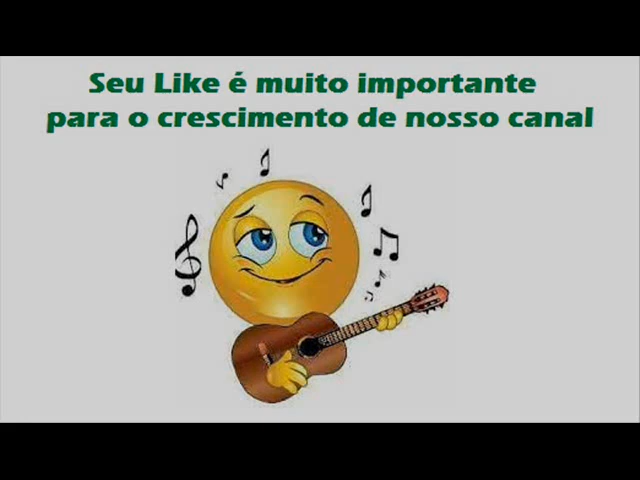 Seu Like é muito importante
para o crescimento de nosso canal